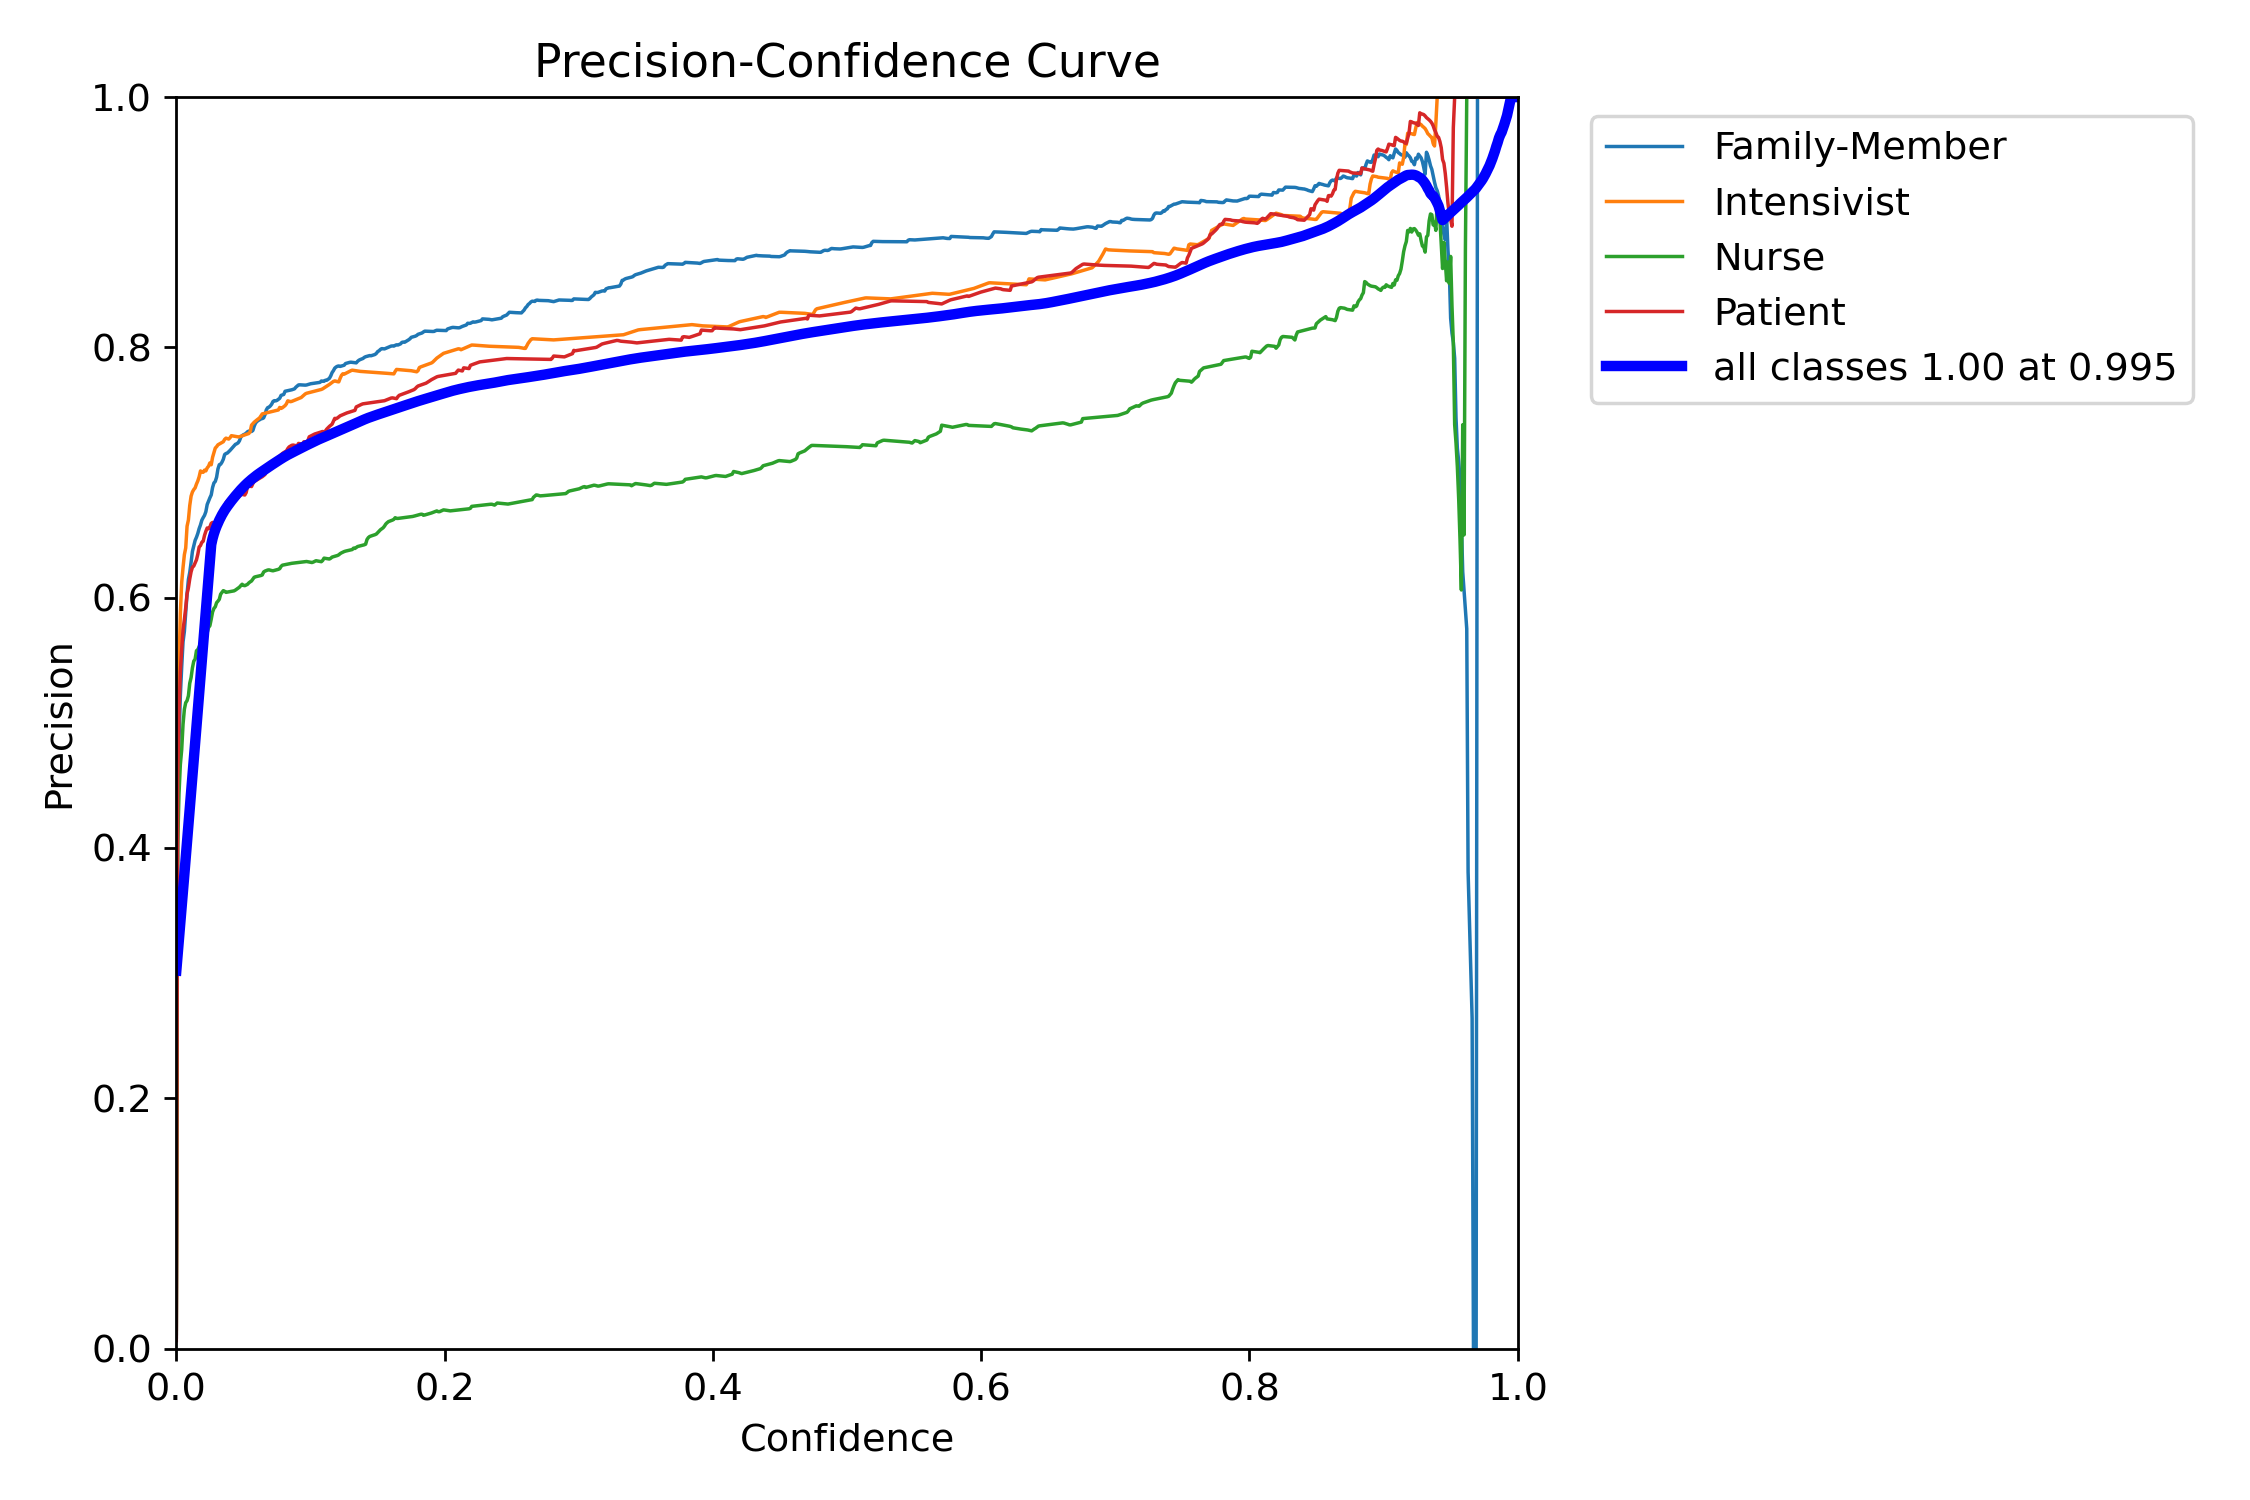 Precision-Confidence Curve
1.0
0.8
0.6
0.4
0.2
0.0
Precision
0.0 0.2 0.4 0.6 0.8 1.0
Confidence
Family-Member
Intensivist
Nurse
Patient
all classes 1.00 at 0.995